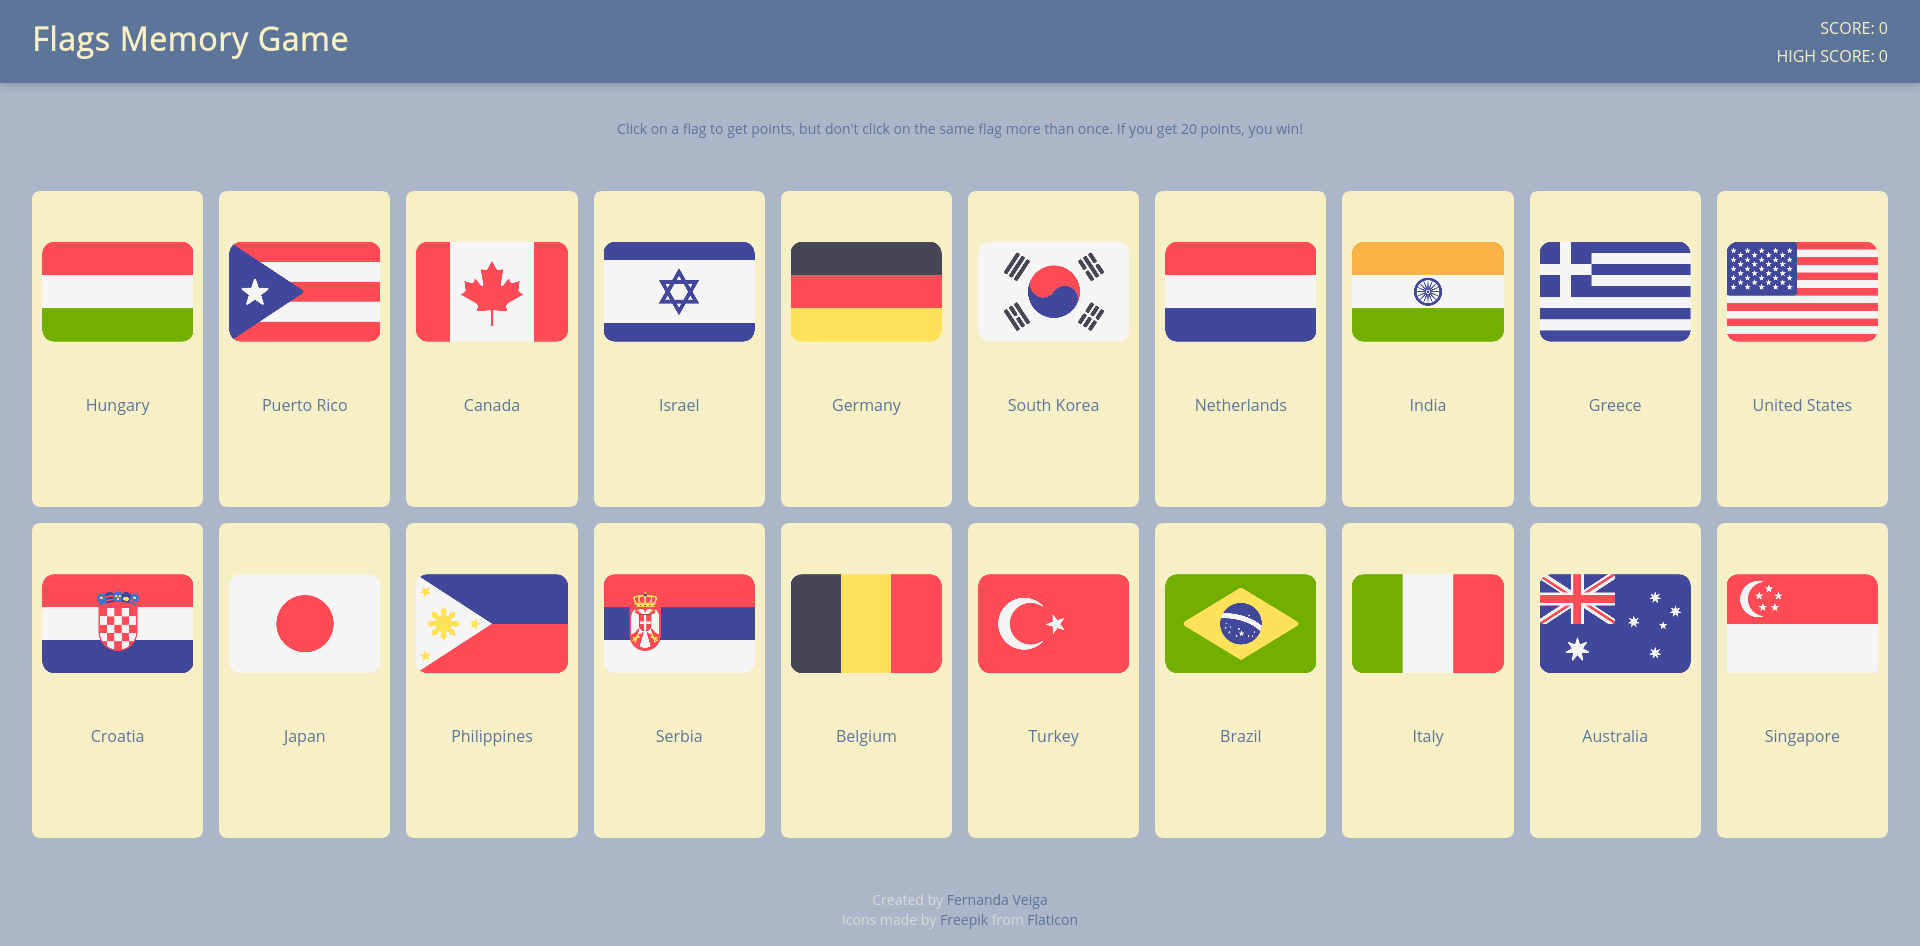 Flags Memory Game
SCORE: 0
HIGH SCORE: 0
Click on a flag to get points, but don't click on the same flag more than once. If you get 20 points, you win!
Hungary
Puerto Rico
Canada
Israel
Germany
South Korea
Netherlands
India
Greece
United States
Croatia
Japan
Philippines
Serbia
Belgium
Turkey
Brazil
Italy
Australia
Singapore
Created by Fernanda Veiga
Icons made by Freepik from Flaticon